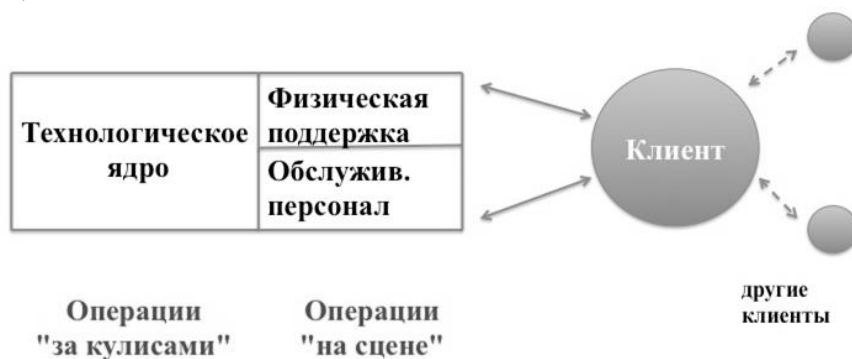 Технологическое
ядро
Физическая
поддержка
Обслужив.
персонал
Клиент
другие
клиенты
Операции
"за кулисами"
Операции
"на сцене"